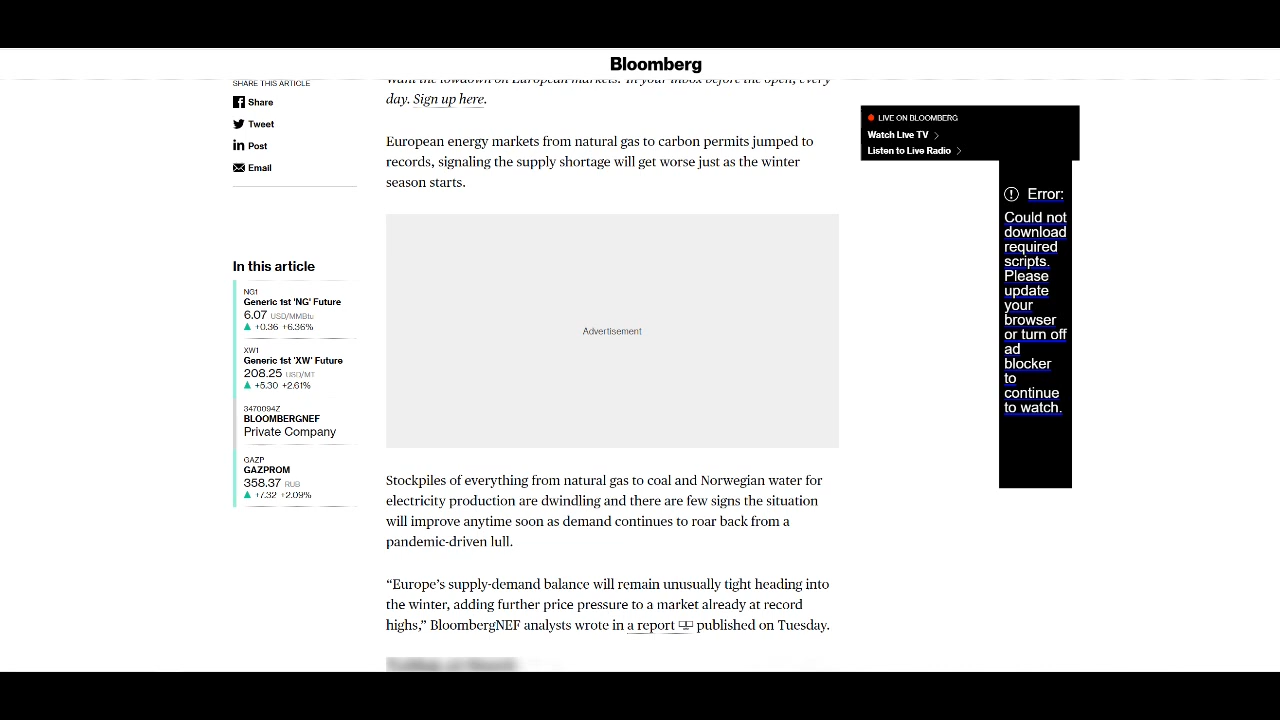 Bloomberg
SHARE THIS ARTICLE
Share
Tweet
Post
Email
Want the lowdown on European markets? In your inbox before the open, every
day. Sign up here.
European energy markets from natural gas to carbon permits jumped to
records, signaling the supply shortage will get worse just as the winter
season starts.
Advertisement
In this article
NG1
Generic 1st 'NG' Future
6.07 USD/MMBtu
+0.36 +6.36%
XW1
Generic 1st 'XW' Future
208.25 USD/MT
+5.30 +2.61%
3470094Z
BLOOMBERGNEF
Private Company
GAZP
GAZPROM
358.37 RUB
+7.32 +2.09%
Stockpiles of everything from natural gas to coal and Norwegian water for
electricity production are dwindling and there are few signs the situation
will improve anytime soon as demand continues to roar back from a
pandemic-driven lull.
“Europe’s supply-demand balance will remain unusually tight heading into
the winter, adding further price pressure to a market already at record
highs,” BloombergNEF analysts wrote in a report published on Tuesday.
LIVE ON BLOOMBERG
Watch Live TV
Listen to Live Radio
Error:
Could not
download
required
scripts.
Please
update
your
browser
or turn off
ad
blocker
to
continue
to watch.